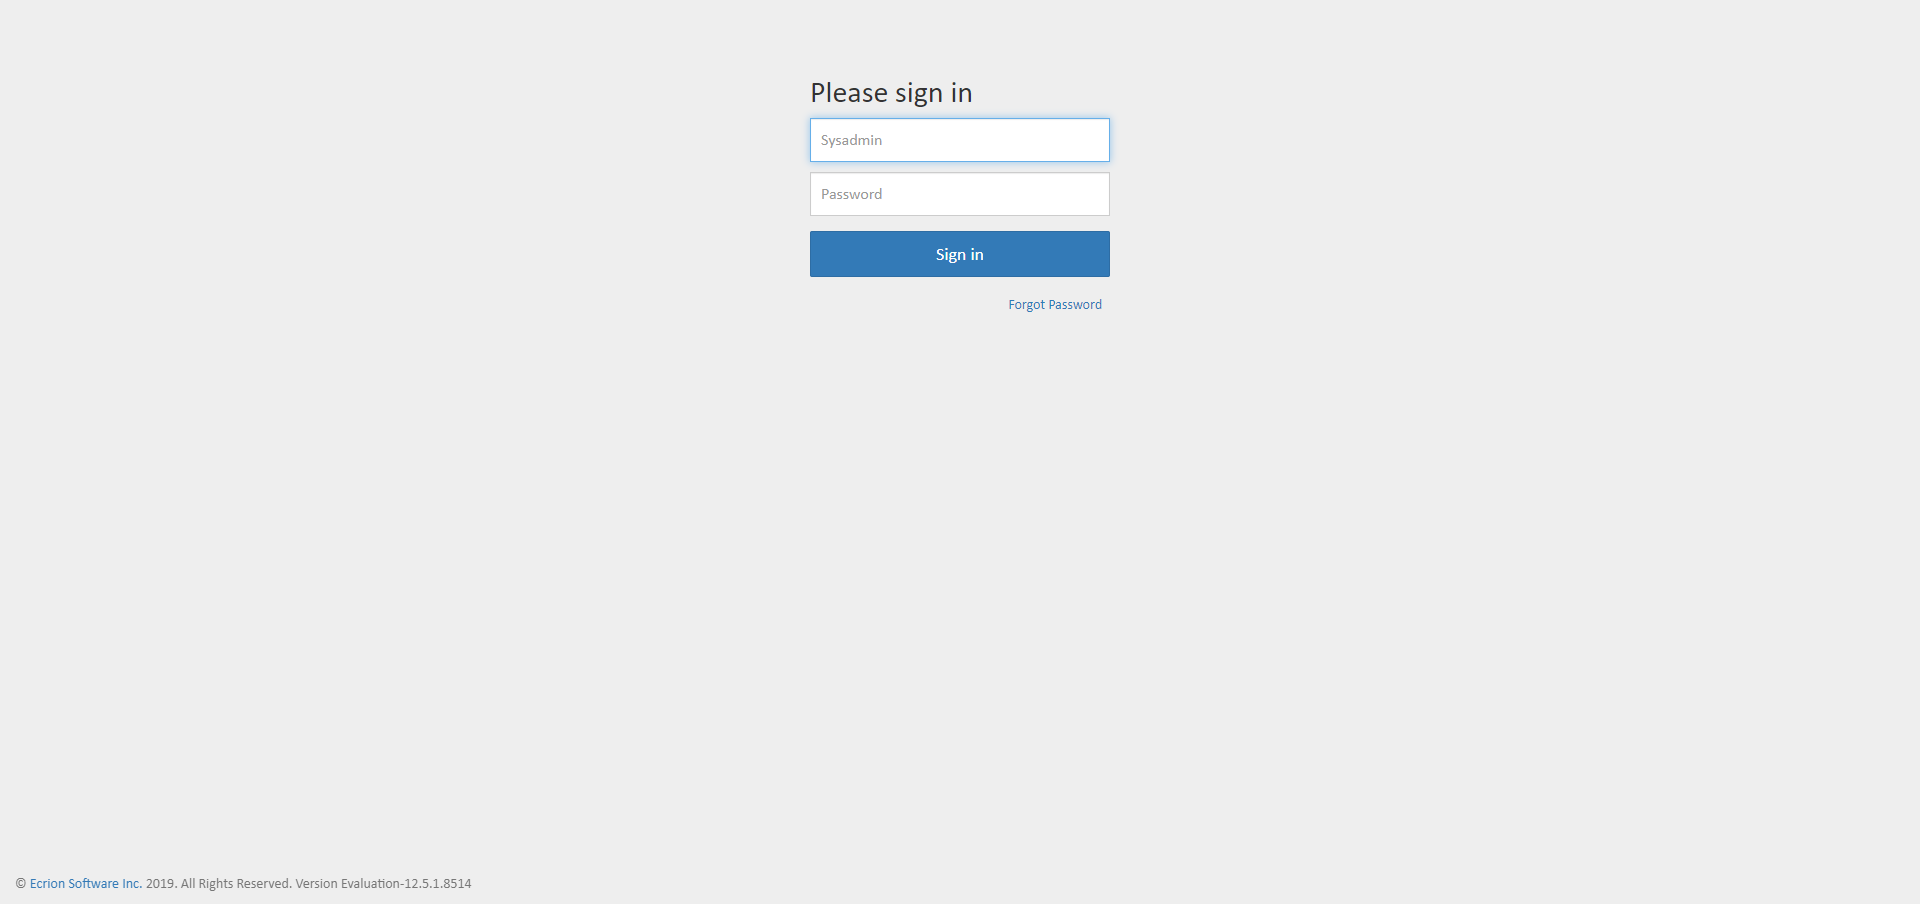 Please sign in
Sysadmin
Password
Sign in
Forgot Password
© Ecrion Software Inc. 2019. All Rights Reserved. Version Evaluation-12.5.1.8514